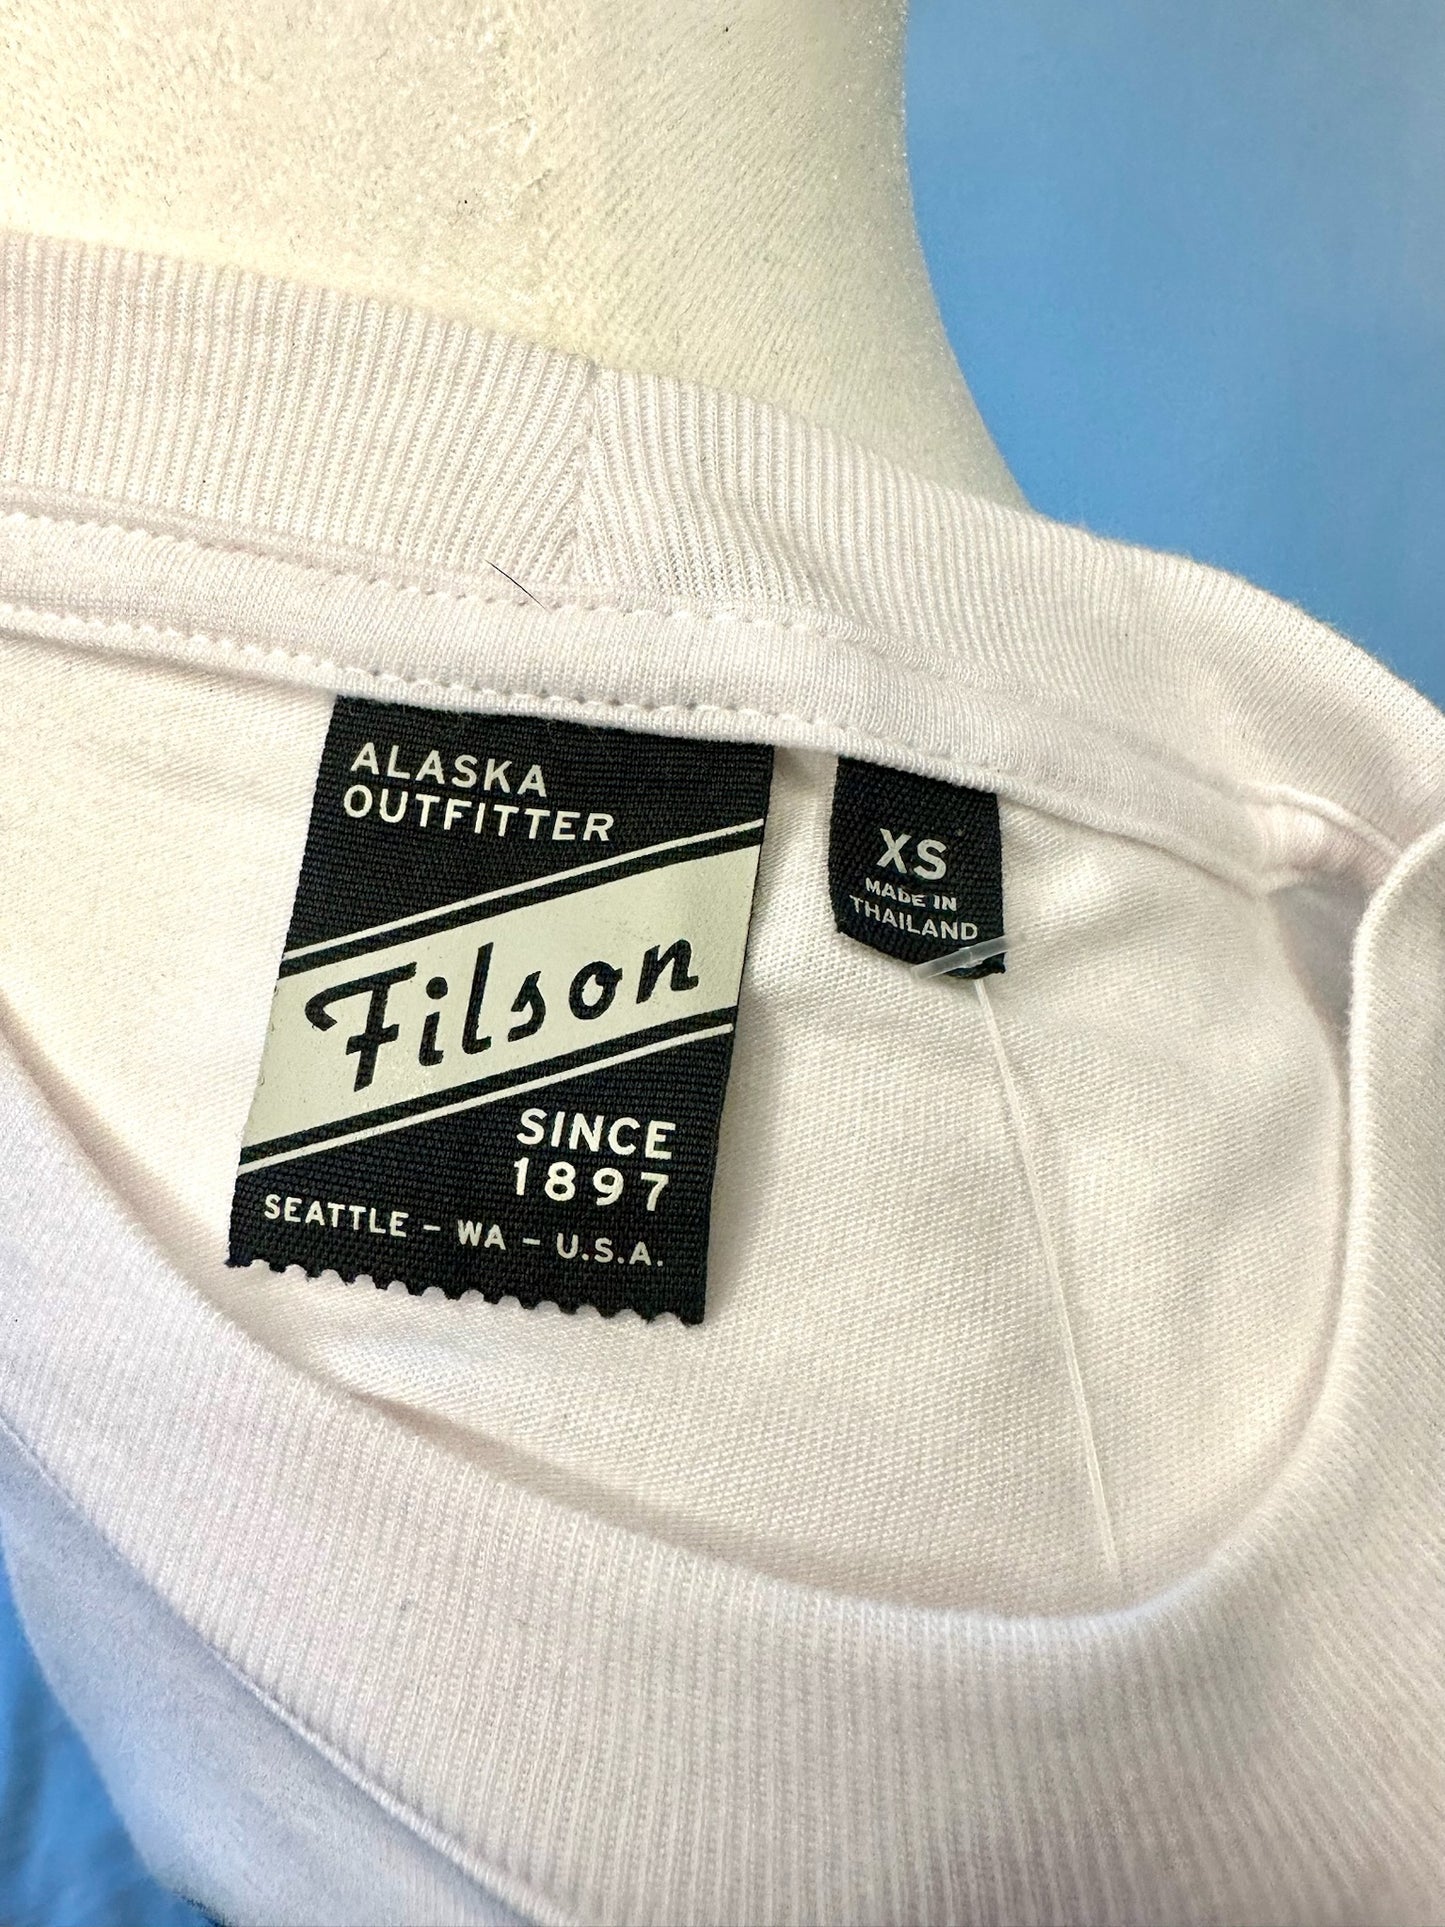 ALASKA
OUTFITTER
Filson
SINCE
1897
SEATTLE – WA – U.S.A.
XS
MADE IN
THAILAND